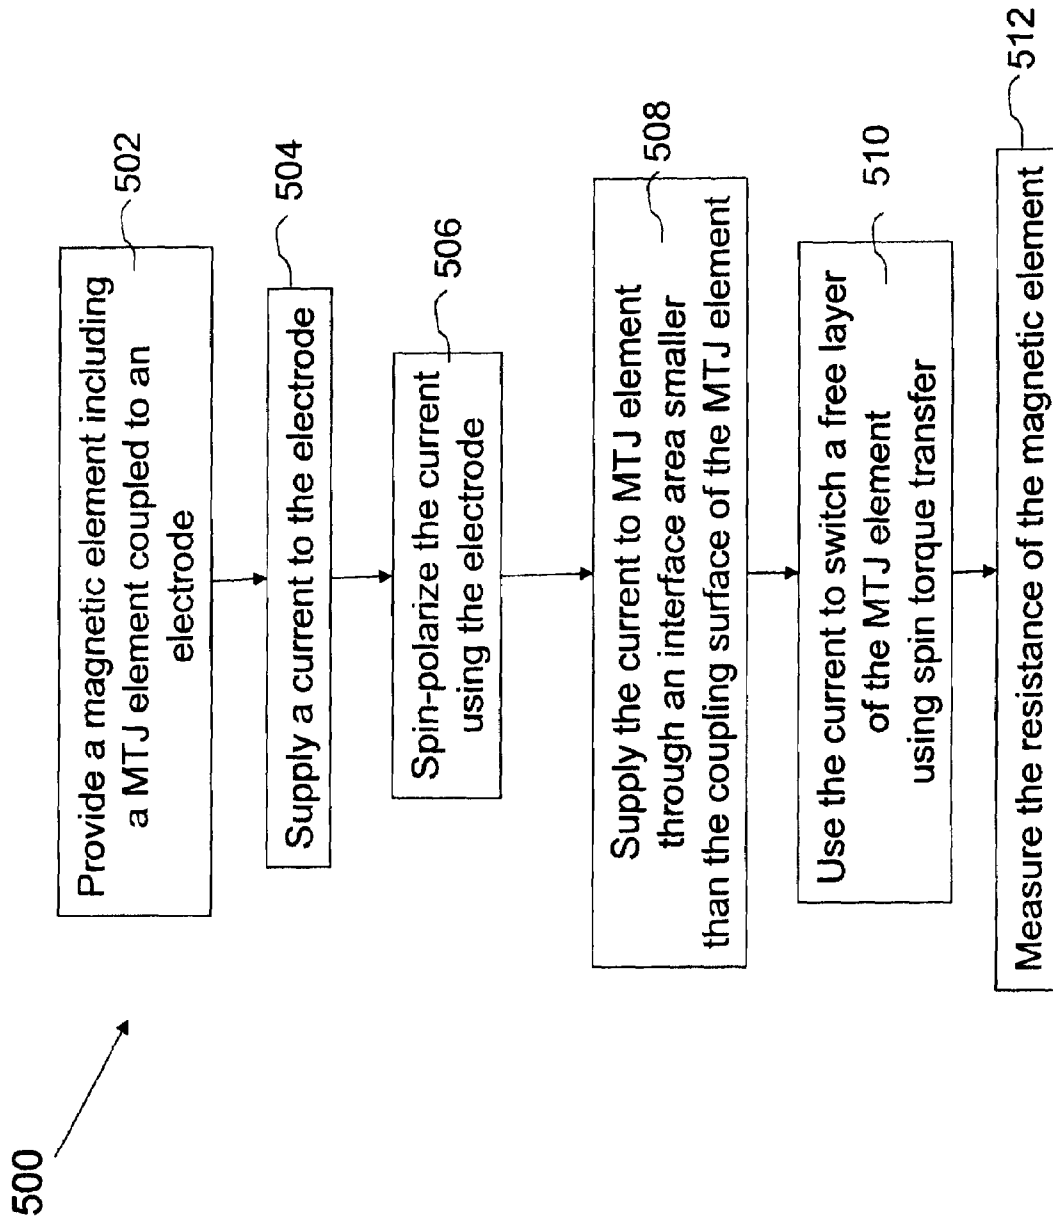 500
Provide a magnetic element including
a MTJ element coupled to an
electrode
502
Supply a current to the electrode
504
Spin-polarize the current
using the electrode
506
Supply the current to MTJ element
through an interface area smaller
than the coupling surface of the MTJ element
508
Use the current to switch a free layer
of the MTJ element
using spin torque transfer
510
Measure the resistance of the magnetic element
512